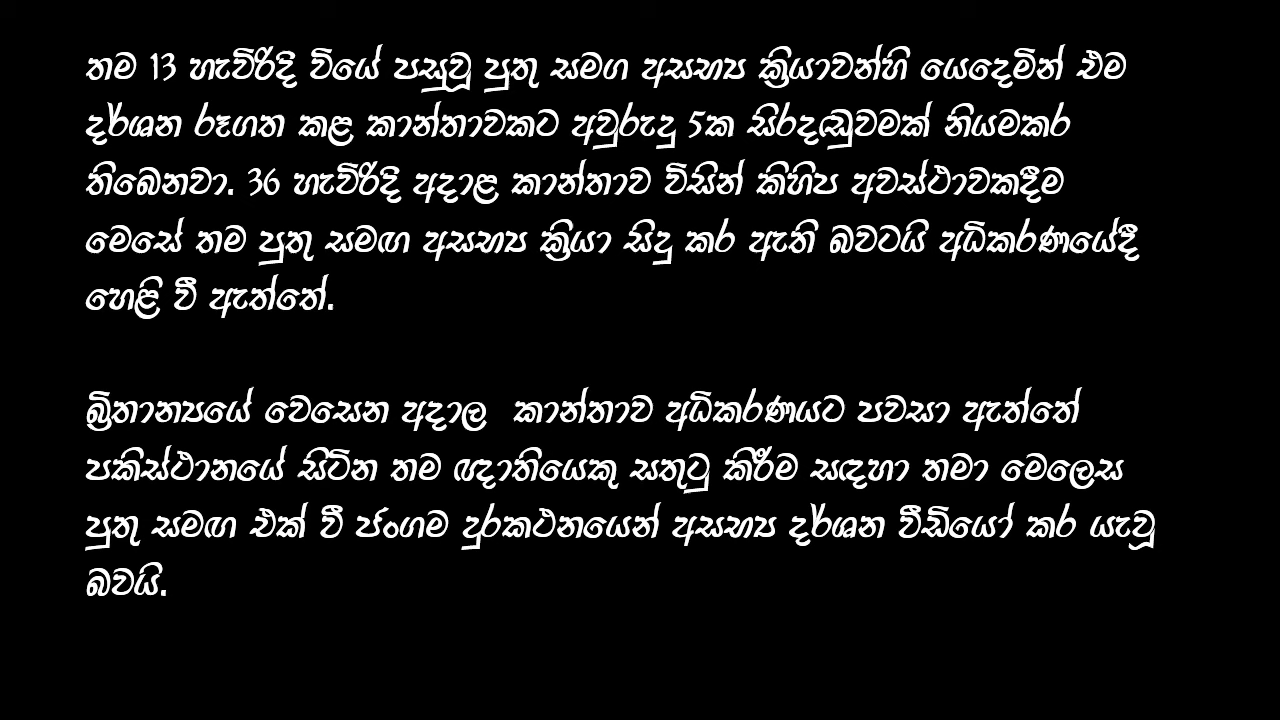 තම 13 හැවිරිදි වියේ පසුවූ පුතු සමග අසභ්‍ය ක්‍රියාවන්හි යෙදෙමින් එම
දර්ශන රූගත කළ කාන්තාවකට අවුරුදු 5ක සිරදඬුවමක් නියමකර
තිබෙනවා. 36 හැවිරිදි අදාළ කාන්තාව විසින් කිහිප අවස්ථාවකදීම
මෙසේ තම පුතු සමඟ අසභ්‍ය ක්‍රියා සිදු කර ඇති බවටයි අධිකරණයේදී
හෙළි වී ඇත්තේ.
බ්‍රිතාන්‍යයේ වෙසෙන අදාල කාන්තාව අධිකරණයට පවසා ඇත්තේ
පකිස්ථානයේ සිටින තම ඥාතියෙකු සතුටු කිරීම සඳහා තමා මෙලෙස
පුතු සමඟ එක් වී ජංගම දුරකථනයෙන් අසභ්‍ය දර්ශන වීඩියෝ කර යැවූ
බවයි.